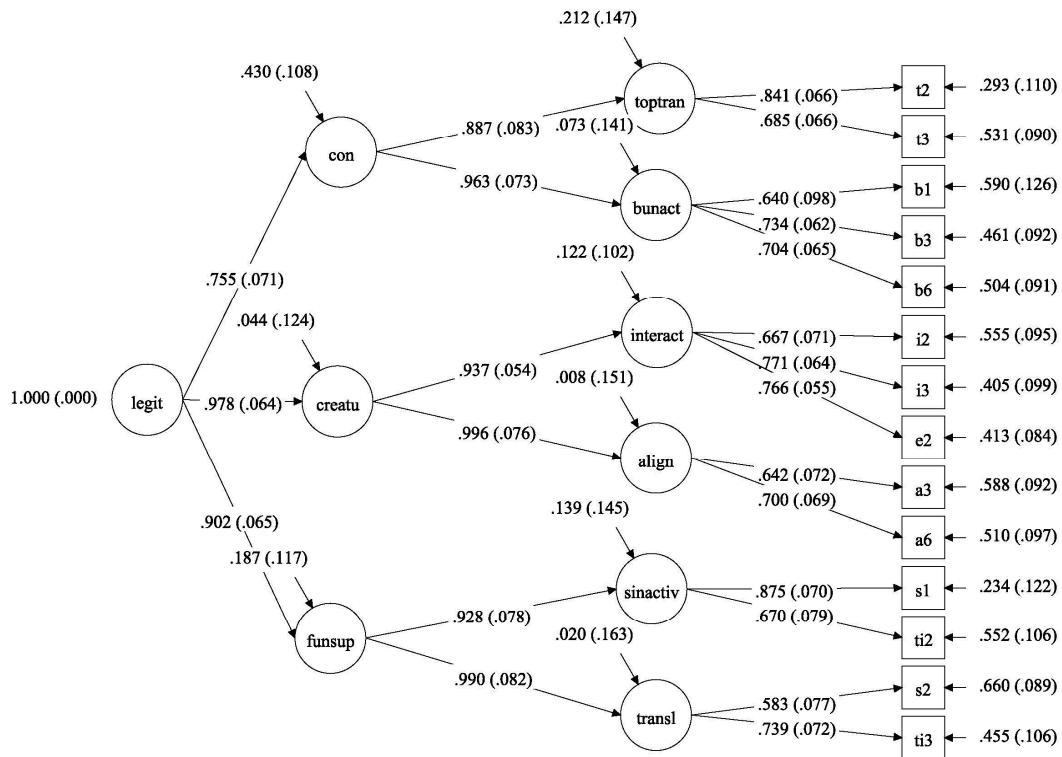 .212 (.147)
.430 (.108)
toptran
.841 (.066)
t2
.293 (.110)
.685 (.066)
.887 (.083)
.073 (.141)
t3
.531 (.090)
con
.963 (.073)
bunact
.640 (.098)
b1
.590 (.126)
.734 (.062)
b3
.461 (.092)
.704 (.065)
.122 (.102)
.755 (.071)
b6
.504 (.091)
.044 (.124)
interact
.667 (.071)
i2
.555 (.095)
.771 (.064)
.937 (.054)
.008 (.151)
.766 (.055)
i3
.405 (.099)
1.000 (.000)
legit
.978 (.064)
creatu
.996 (.076)
e2
.413 (.084)
align
.642 (.072)
a3
.588 (.092)
.700 (.069)
.902 (.065)
.139 (.145)
a6
.510 (.097)
.187 (.117)
sinactiv
.875 (.070)
s1
.234 (.122)
.928 (.078)
.670 (.079)
ti2
.552 (.106)
funsup
.020 (.163)
.990 (.082)
transl
.583 (.077)
s2
.660 (.089)
.739 (.072)
ti3
.455 (.106)